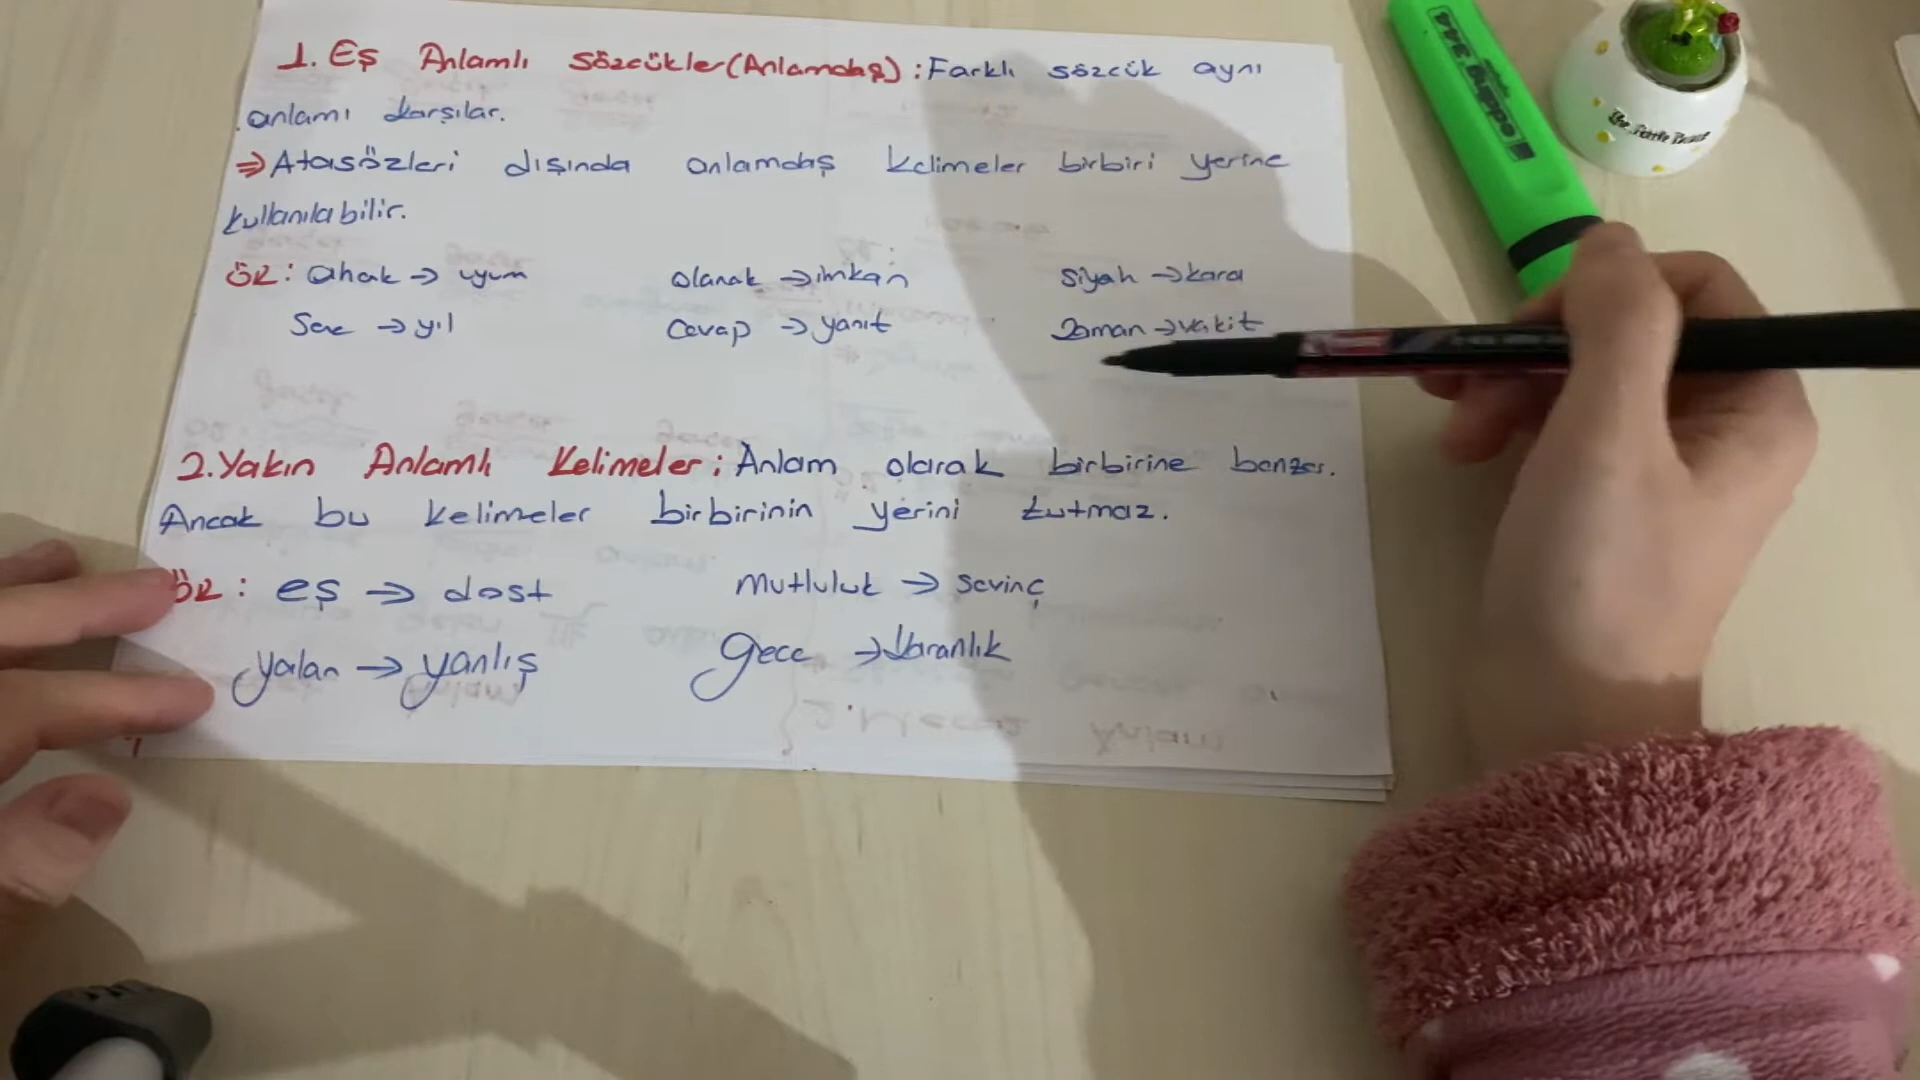 1. Eş Anlamlı Sözcükler (Anlamdaş) : Farklı sözcük aynı
anlamı karşılar.
⇒ Atasözleri dışında anlamdaş kelimeler birbiri yerine
kullanılabilir.
ÖR : ahak → uyum olanak → imkan siyah → kara
Sene → yıl Cevap → yanıt Zaman → vakit
2. Yakın Anlamlı Kelimeler : Anlam olarak birbirine benzer.
Ancak bu kelimeler birbirinin yerini tutmaz.
ÖR : eş → dost mutluluk → sevinç
yalan → yanlış gece → karanlık
edding 344